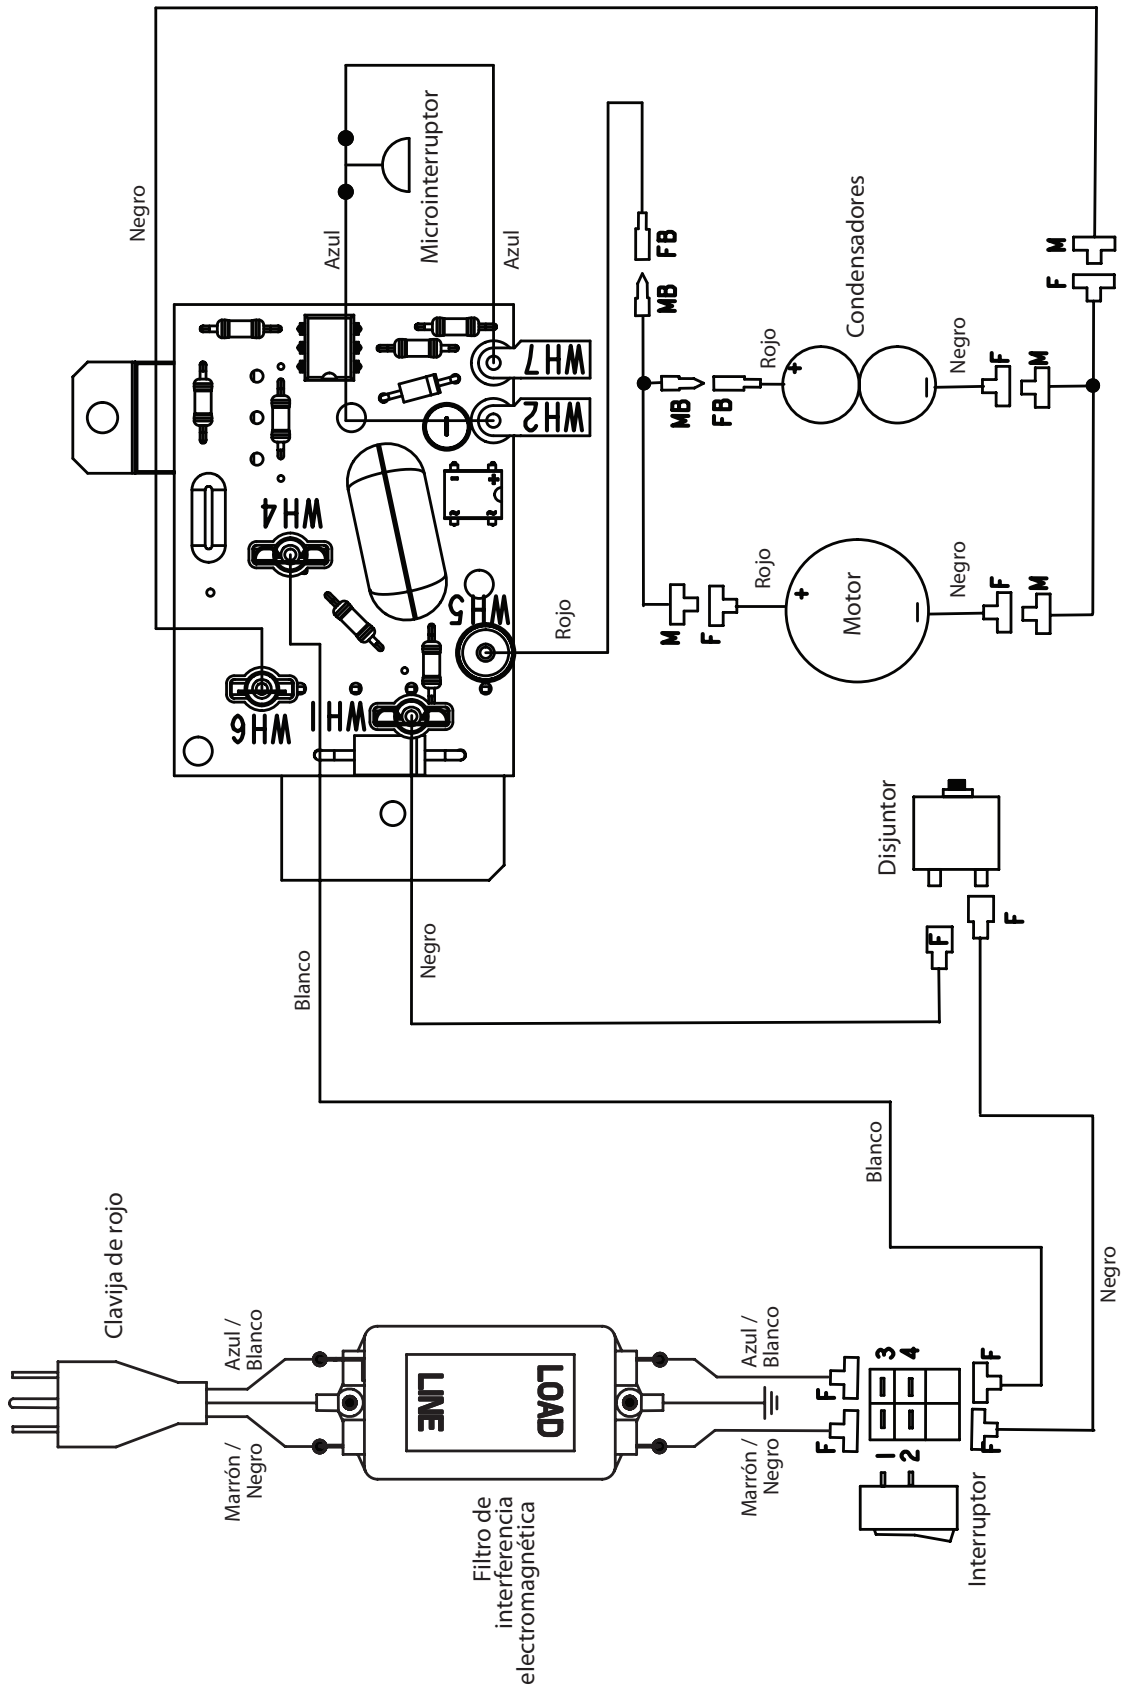 Clavija de rojo
Azul /
Blanco
Marrón /
Negro
LINE
LOAD
Filtro de
interferencia
electromagnética
Azul /
Blanco
Marrón /
Negro
F
F
1
2
3
4
F
F
Interruptor
Blanco
Negro
Blanco
Negro
F
F
Disjuntor
Negro
WH6
WH4
WH1
WH5
WH2
WH7
-
+
~
~
Azul
Microinterruptor
Azul
Rojo
FB
MB
MB
FB
Rojo
+
Condensadores
–
Negro
F
M
M
F
Rojo
+
Motor
–
Negro
F
M
F
M